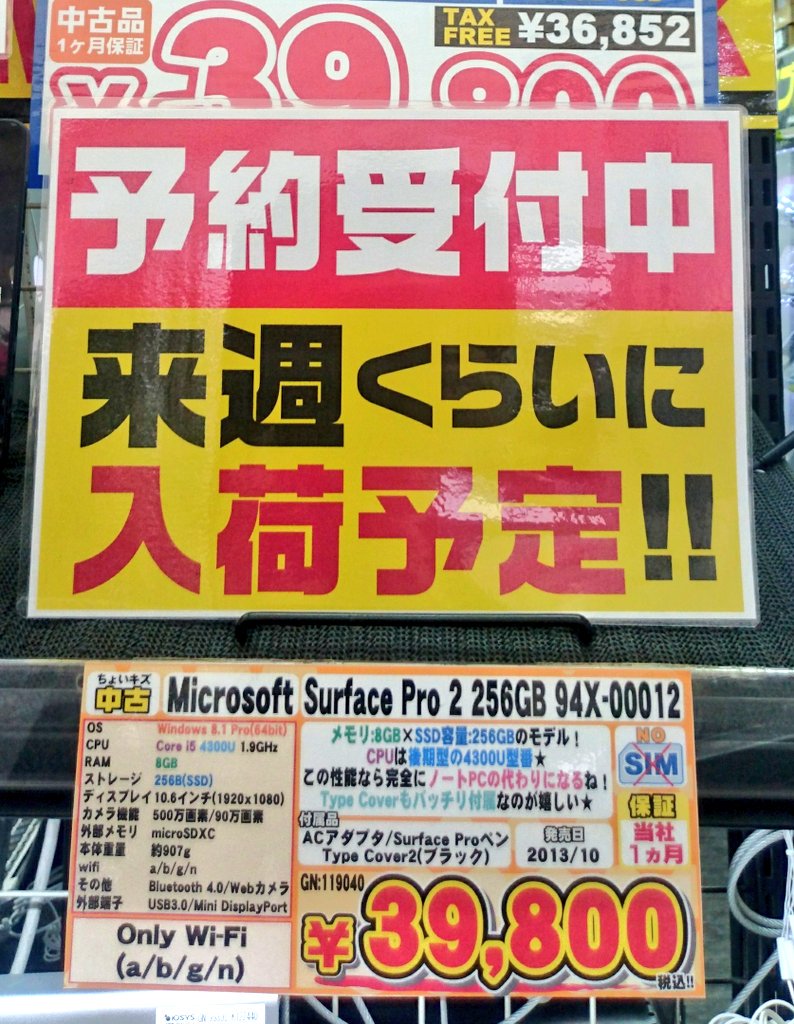 中古品
1ヶ月保証
TAX FREE ¥36,852
¥39,800
予約受付中
来週くらいに
入荷予定!!
ちょいキズ
中古
Microsoft Surface Pro 2 256GB 94X-00012
OS Windows 8.1 Pro(64bit)
CPU Core i5 4300U 1.9GHz
RAM 8GB
ストレージ 256B(SSD)
ディスプレイ 10.6インチ(1920x1080)
カメラ機能 500万画素/90万画素
外部メモリ microSDXC
本体重量 約907g
wifi a/b/g/n
その他 Bluetooth 4.0/Webカメラ
外部端子 USB3.0/Mini DisplayPort
Only Wi-Fi
(a/b/g/n)
メモリ:8GB×SSD容量:256GBのモデル!
CPUは後期型の4300U型番★
この性能なら完全にノートPCの代わりになるね!
Type Coverもバッチリ付属なのが嬉しい★
NO
SIM
保証
当社
1ヵ月
付属品
ACアダプタ/Surface Proペン
Type Cover2(ブラック)
発売日
2013/10
GN:119040
¥39,800
税込!!